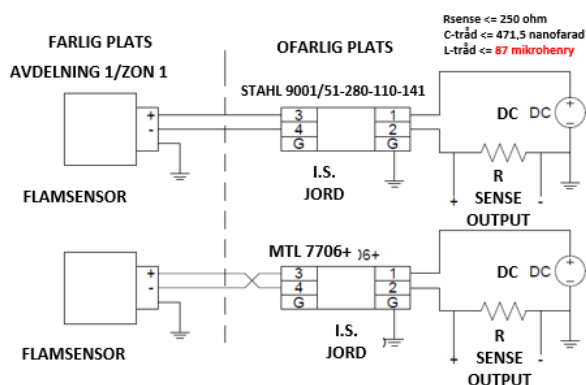 Rsense <= 250 ohm
C-tråd <= 471,5 nanofarad
L-tråd <= 87 mikrohenry
FARLIG PLATS
OFARLIG PLATS
AVDELNING 1/ZON 1
STAHL 9001/51-280-110-141
+
-
3
4
G
1
2
G
DC
DC
+
-
R
SENSE
OUTPUT
+
-
I.S.
JORD
FLAMSENSOR
MTL 7706+
06+
+
-
3
4
G
1
2
G
DC
DC
+
-
R
SENSE
OUTPUT
+
-
I.S.
JORD
FLAMSENSOR